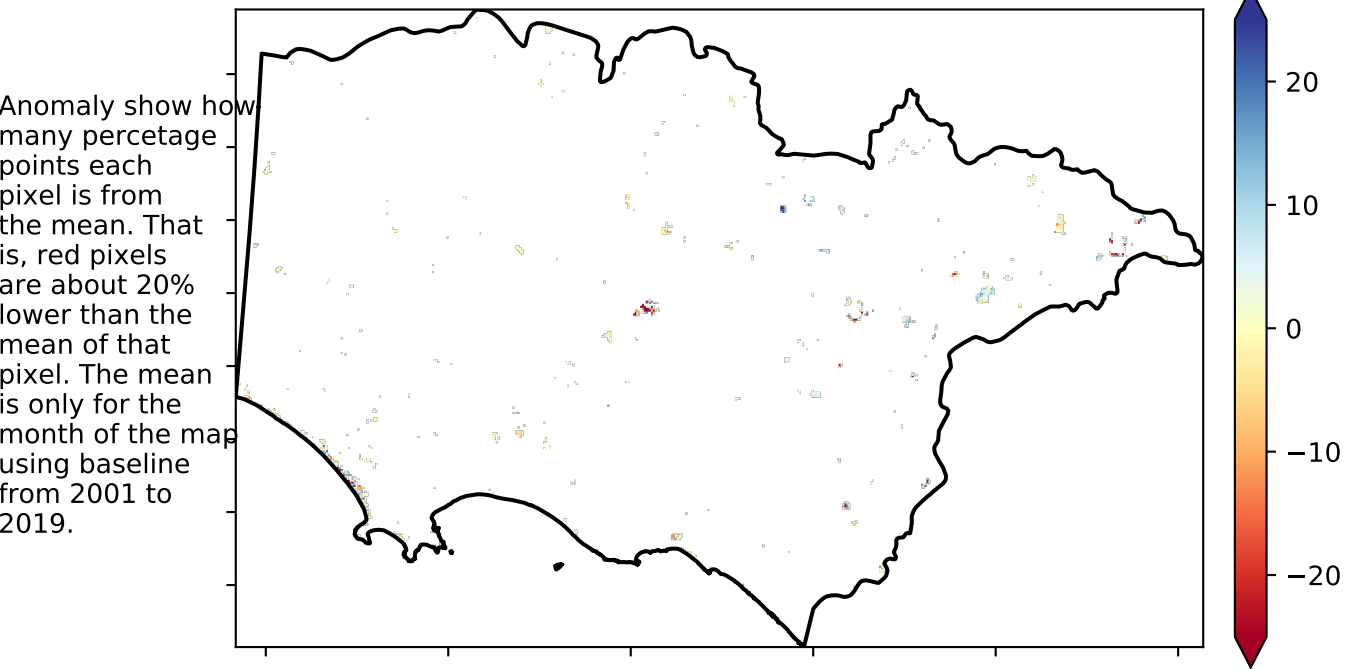 Anomaly show how
many percetage
points each
pixel is from
the mean. That
is, red pixels
are about 20%
lower than the
mean of that
pixel. The mean
is only for the
month of the map
using baseline
from 2001 to
2019.
20
10
0
−10
−20